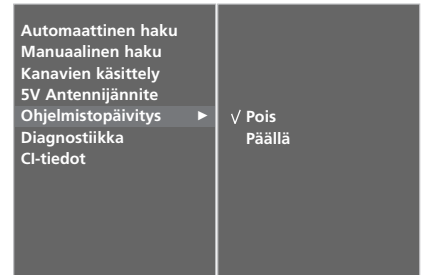 Automaattinen haku
Manuaalinen haku
Kanavien käsittely
5V Antennijännite
Ohjelmistopäivitys ►
Diagnostiikka
CI-tiedot
√ Pois
Päällä